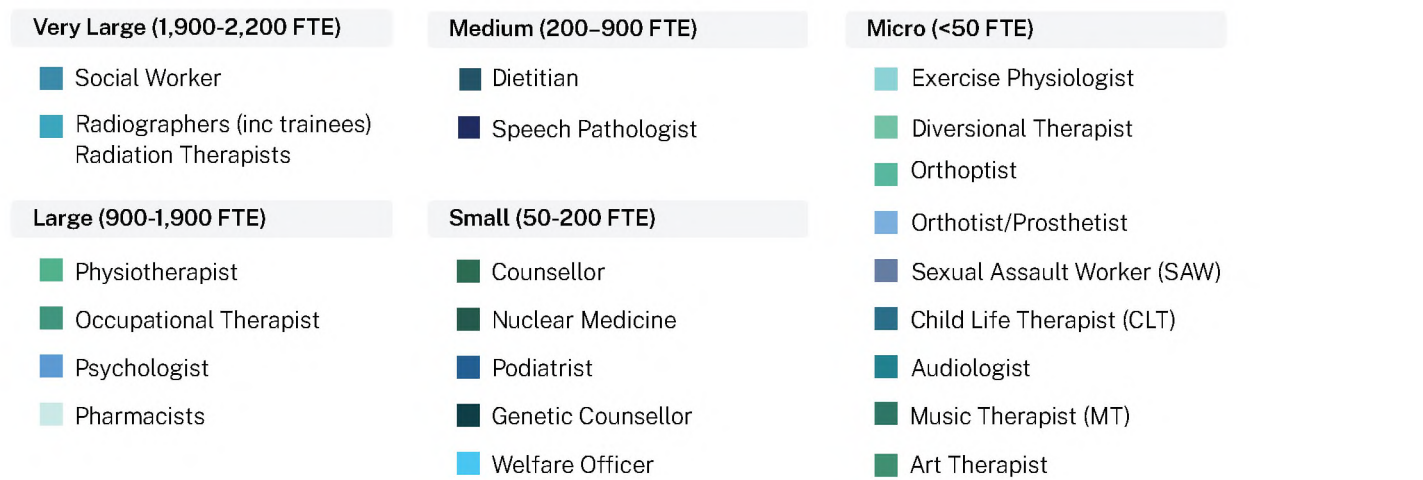 Very Large (1,900-2,200 FTE)
Social Worker
Radiographers (inc trainees)
Radiation Therapists
Large (900-1,900 FTE)
Physiotherapist
Occupational Therapist
Psychologist
Pharmacists
Medium (200–900 FTE)
Dietitian
Speech Pathologist
Small (50-200 FTE)
Counsellor
Nuclear Medicine
Podiatrist
Genetic Counsellor
Welfare Officer
Micro (<50 FTE)
Exercise Physiologist
Diversional Therapist
Orthoptist
Orthotist/Prosthetist
Sexual Assault Worker (SAW)
Child Life Therapist (CLT)
Audiologist
Music Therapist (MT)
Art Therapist